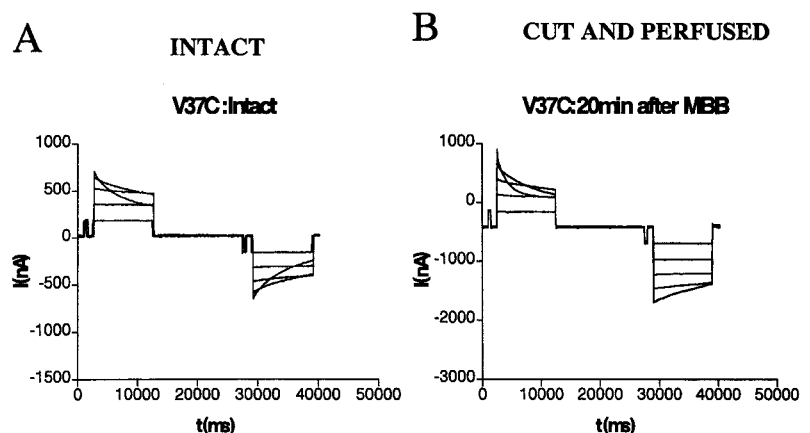 A
INTACT
V37C:Intact
1000
500
0
-500
-1000
-1500
I(nA)
0
10000
20000
30000
40000
50000
t(ms)
B
CUT AND PERFUSED
V37C:20min after MBB
1000
0
-1000
-2000
-3000
I(nA)
0
10000
20000
30000
40000
50000
t(ms)